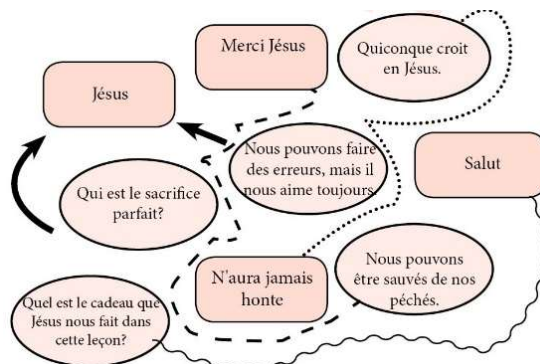 Merci Jésus
Quiconque croit
en Jésus.
Jésus
Nous pouvons faire
des erreurs, mais il
nous aime toujours.
Salut
Qui est le sacrifice
parfait?
N'aura jamais
honte
Nous pouvons
être sauvés de nos
péchés.
Quel est le cadeau que
Jésus nous fait dans
cette leçon?